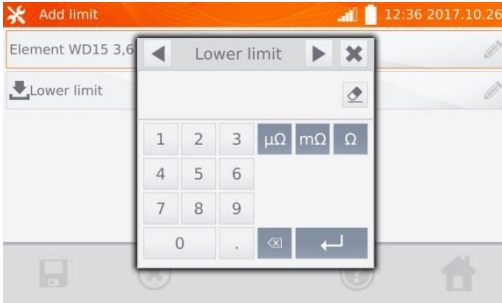 Add limit 12:36 2017.10.26
Element WD15 3,6
Lower limit
Lower limit
1 2 3 μΩ mΩ Ω
4 5 6
7 8 9
0 .